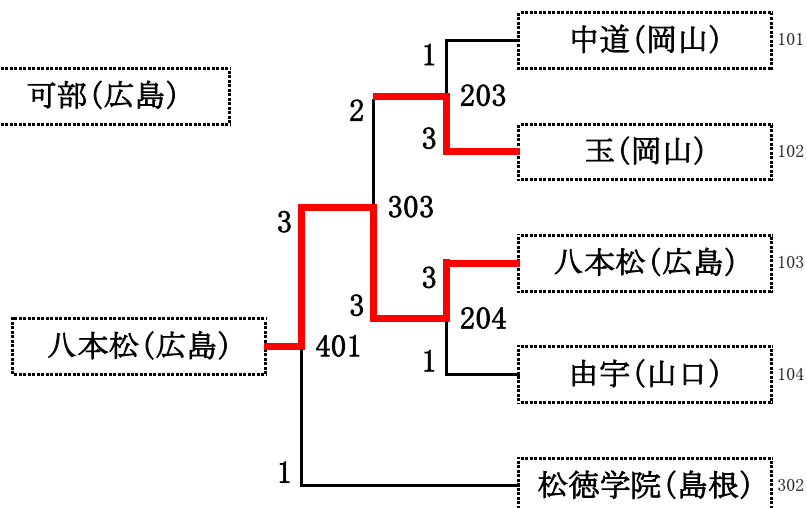 中道(岡山) 101
1
可部(広島)
2
203
3
玉(岡山) 102
3
303
3
八本松(広島) 103
3
204
八本松(広島)
401
1
由宇(山口) 104
1
松徳学院(島根) 302